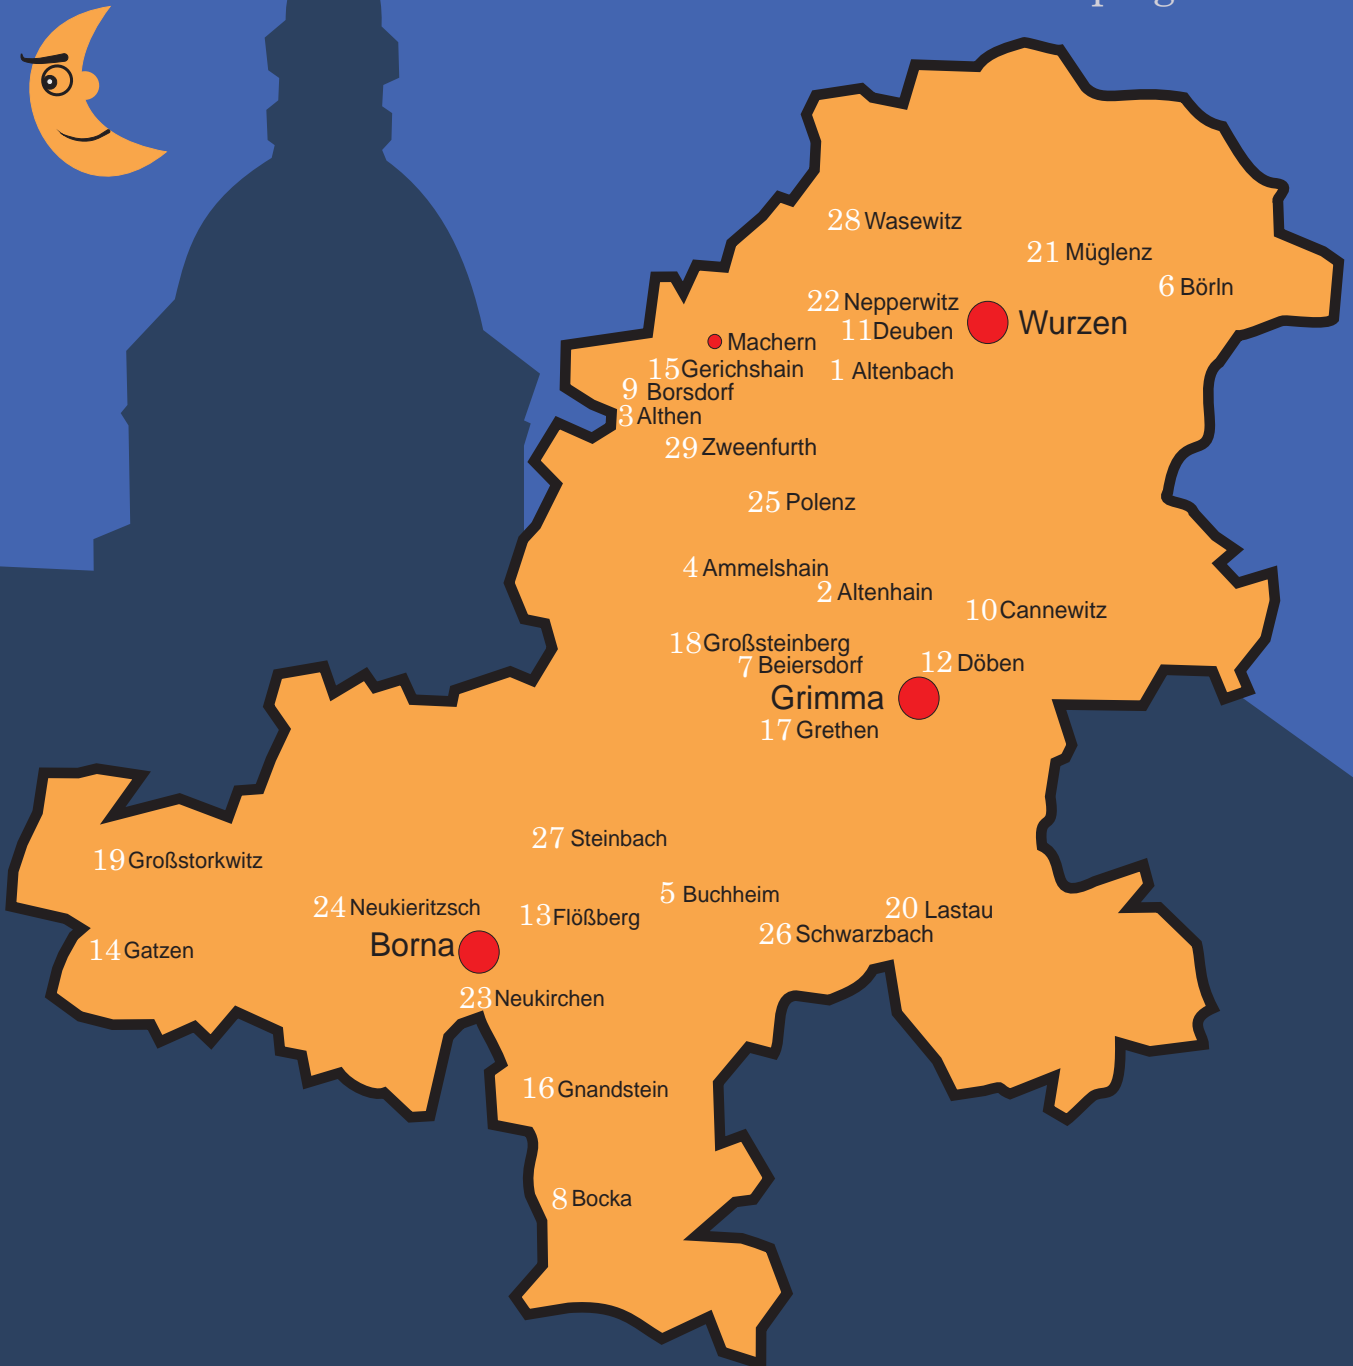 28 Wasewitz
21 Müglenz
6 Börln
22 Nepperwitz
11 Deuben
Wurzen
Machern
15 Gerichshain
1 Altenbach
9 Borsdorf
3 Althen
29 Zweenfurth
25 Polenz
4 Ammelshain
2 Altenhain
10 Cannewitz
18 Großsteinberg
7 Beiersdorf
12 Döben
Grimma
17 Grethen
27 Steinbach
19 Großstorkwitz
5 Buchheim
24 Neukieritzsch
13 Flößberg
20 Lastau
26 Schwarzbach
Borna
14 Gatzen
23 Neukirchen
16 Gnandstein
8 Bocka